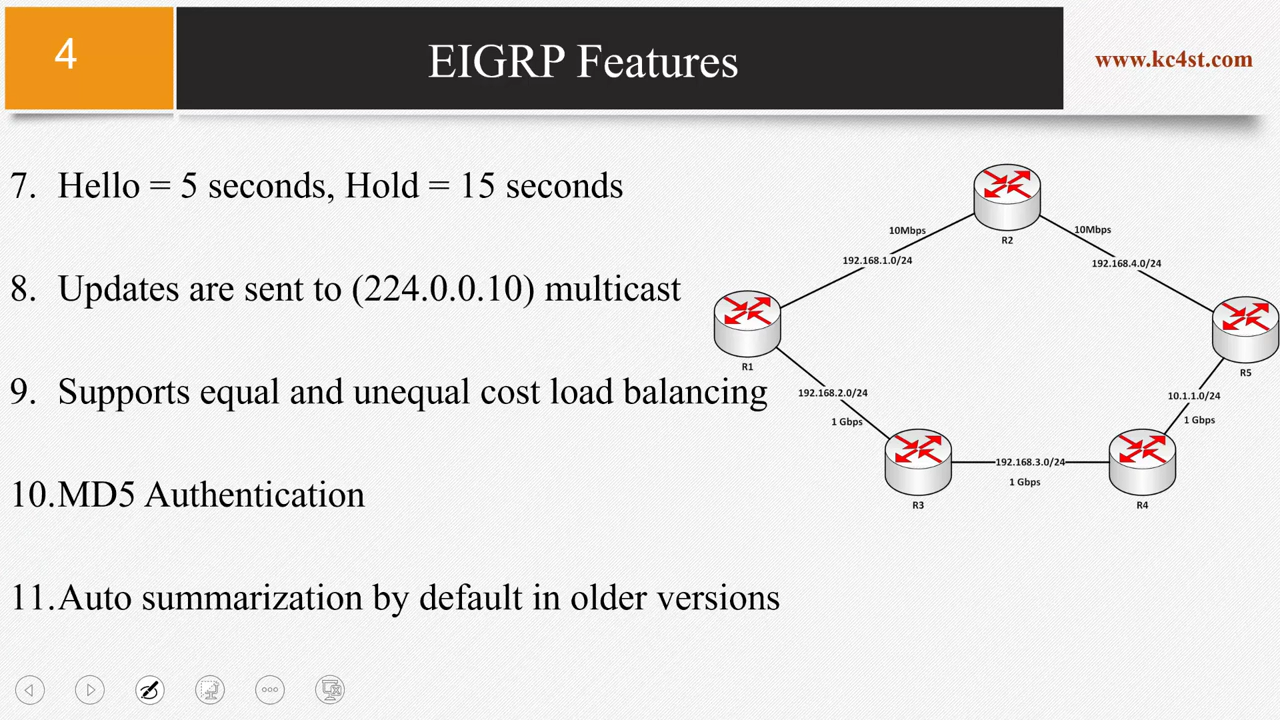 4
EIGRP Features
www.kc4st.com
7. Hello = 5 seconds, Hold = 15 seconds
8. Updates are sent to (224.0.0.10) multicast
9. Supports equal and unequal cost load balancing
10.MD5 Authentication
11.Auto summarization by default in older versions
R2
10Mbps
10Mbps
192.168.1.0/24
192.168.4.0/24
R1
R5
192.168.2.0/24
10.1.1.0/24
1 Gbps
1 Gbps
192.168.3.0/24
1 Gbps
R3
R4